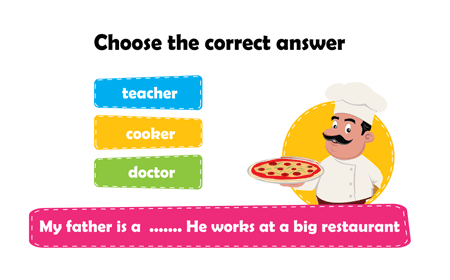 Choose the correct answer
teacher
cooker
doctor
My father is a ....... He works at a big restaurant